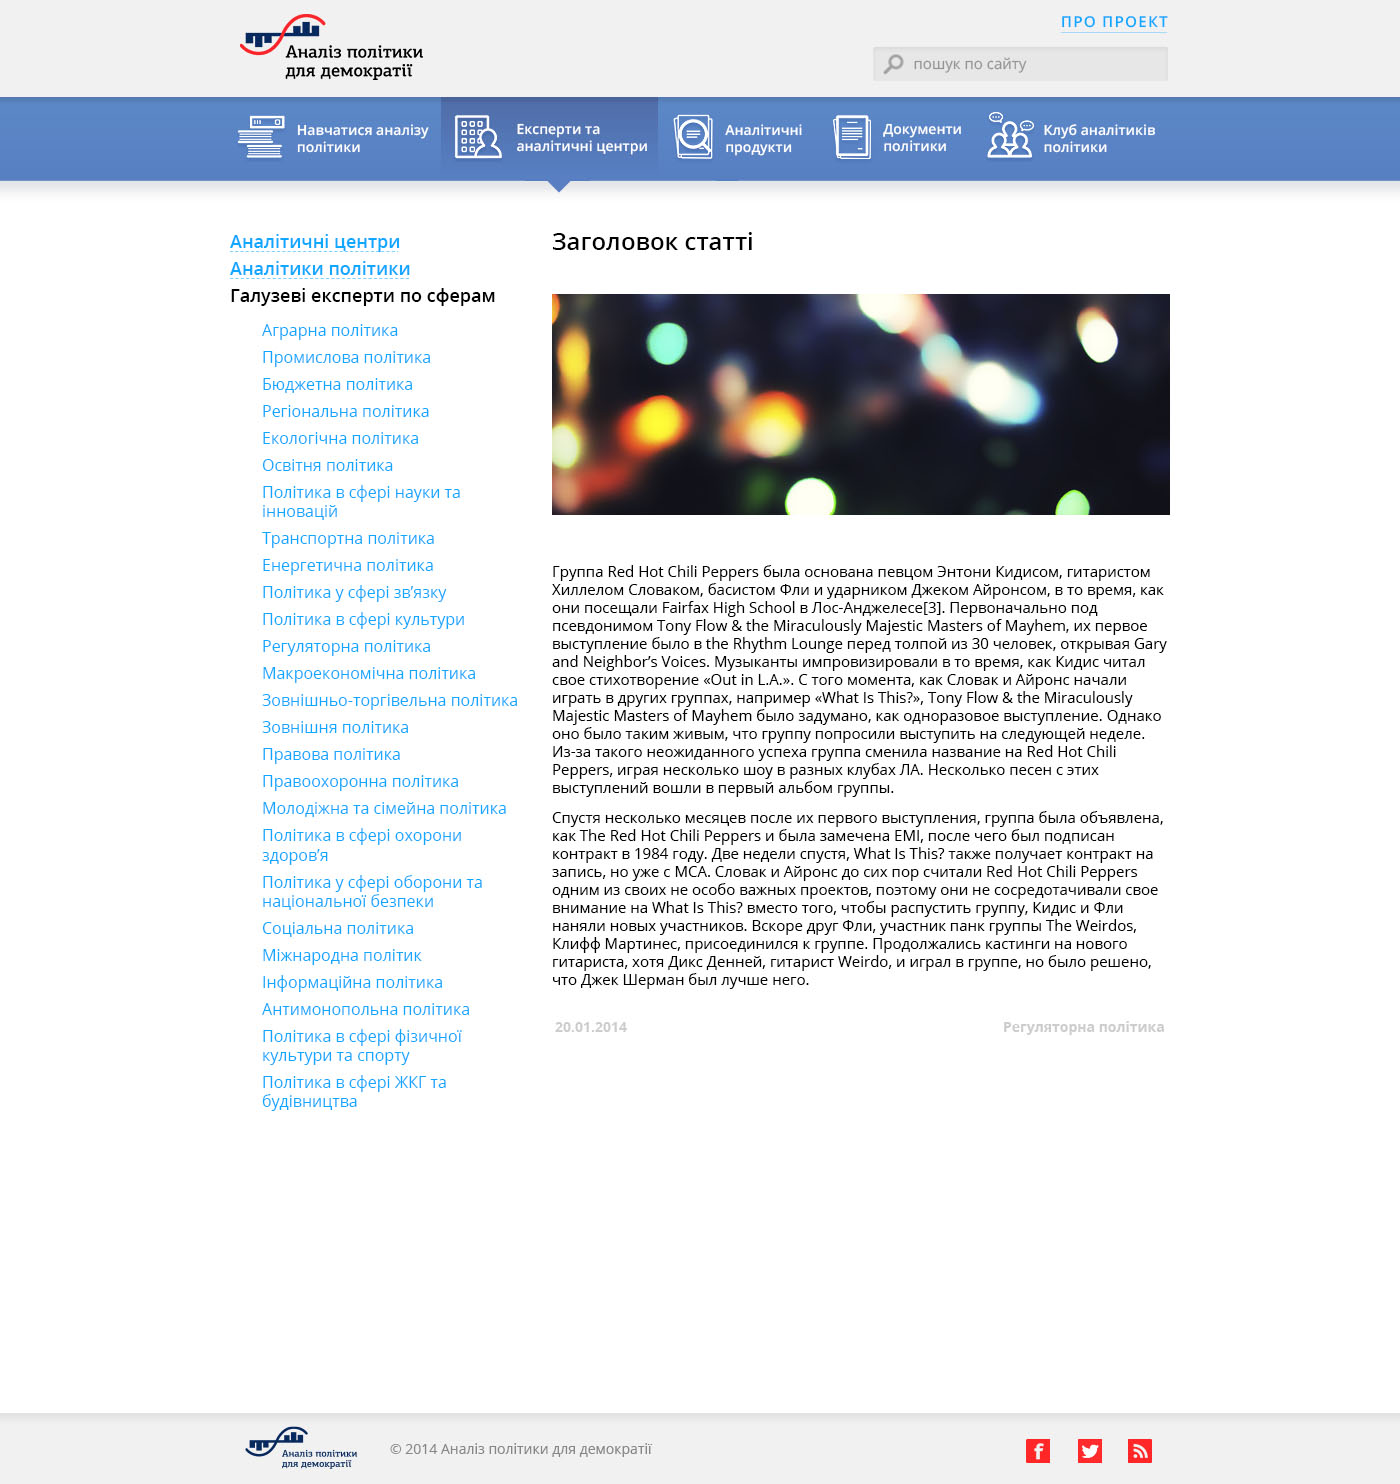 Аналіз політики
для демократії
ПРО ПРОЕКТ
пошук по сайту
Навчатися аналізу
політики
Експерти та
аналітичні центри
Аналітичні
продукти
Документи
політики
Клуб аналітиків
політики
Аналітичні центри
Аналітики політики
Галузеві експерти по сферам
Аграрна політика
Промислова політика
Бюджетна політика
Регіональна політика
Екологічна політика
Освітня політика
Політика в сфері науки та
інновацій
Транспортна політика
Енергетична політика
Політика у сфері зв’язку
Політика в сфері культури
Регуляторна політика
Макроекономічна політика
Зовнішньо-торгівельна політика
Зовнішня політика
Правова політика
Правоохоронна політика
Молодіжна та сімейна політика
Політика в сфері охорони
здоров’я
Політика у сфері оборони та
національної безпеки
Соціальна політика
Міжнародна політик
Інформаційна політика
Антимонопольна політика
Політика в сфері фізичної
культури та спорту
Політика в сфері ЖКГ та
будівництва
Заголовок статті
Группа Red Hot Chili Peppers была основана певцом Энтони Кидисом, гитаристом
Хиллелом Словаком, басистом Фли и ударником Джеком Айронсом, в то время, как
они посещали Fairfax High School в Лос-Анджелесе[3]. Первоначально под
псевдонимом Tony Flow & the Miraculously Majestic Masters of Mayhem, их первое
выступление было в the Rhythm Lounge перед толпой из 30 человек, открывая Gary
and Neighbor’s Voices. Музыканты импровизировали в то время, как Кидис читал
свое стихотворение «Out in L.A.». С того момента, как Словак и Айронс начали
играть в других группах, например «What Is This?», Tony Flow & the Miraculously
Majestic Masters of Mayhem было задумано, как одноразовое выступление. Однако
оно было таким живым, что группу попросили выступить на следующей неделе.
Из-за такого неожиданного успеха группа сменила название на Red Hot Chili
Peppers, играя несколько шоу в разных клубах ЛА. Несколько песен с этих
выступлений вошли в первый альбом группы.
Спустя несколько месяцев после их первого выступления, группа была объявлена,
как The Red Hot Chili Peppers и была замечена EMI, после чего был подписан
контракт в 1984 году. Две недели спустя, What Is This? также получает контракт на
запись, но уже с MCA. Словак и Айронс до сих пор считали Red Hot Chili Peppers
одним из своих не особо важных проектов, поэтому они не сосредотачивали свое
внимание на What Is This? вместо того, чтобы распустить группу, Кидис и Фли
наняли новых участников. Вскоре друг Фли, участник панк группы The Weirdos,
Клифф Мартинес, присоединился к группе. Продолжались кастинги на нового
гитариста, хотя Дикс Денней, гитарист Weirdo, и играл в группе, но было решено,
что Джек Шерман был лучше него.
20.01.2014
Регуляторна політика
Аналіз політики
для демократії
© 2014 Аналіз політики для демократії